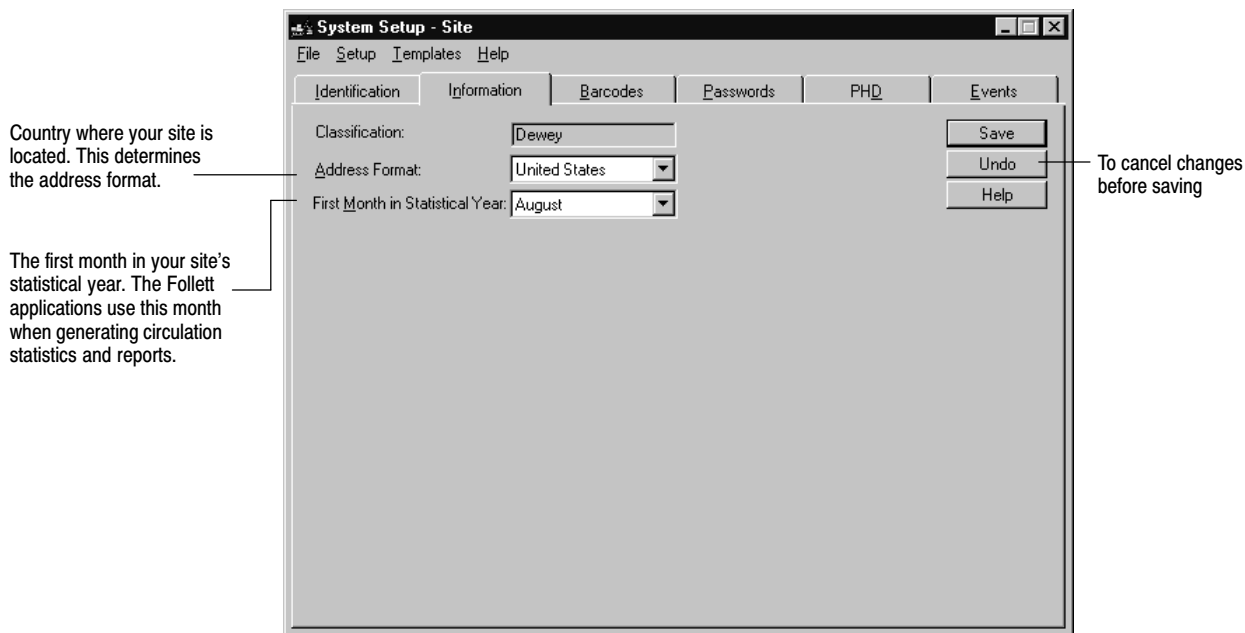 System Setup - Site
File Setup Templates Help
Identification Information Barcodes Passwords PHD Events
Classification: Dewey
Address Format: United States
First Month in Statistical Year: August
Save
Undo
Help
Country where your site is
located. This determines
the address format.
The first month in your site's
statistical year. The Follett
applications use this month
when generating circulation
statistics and reports.
To cancel changes
before saving